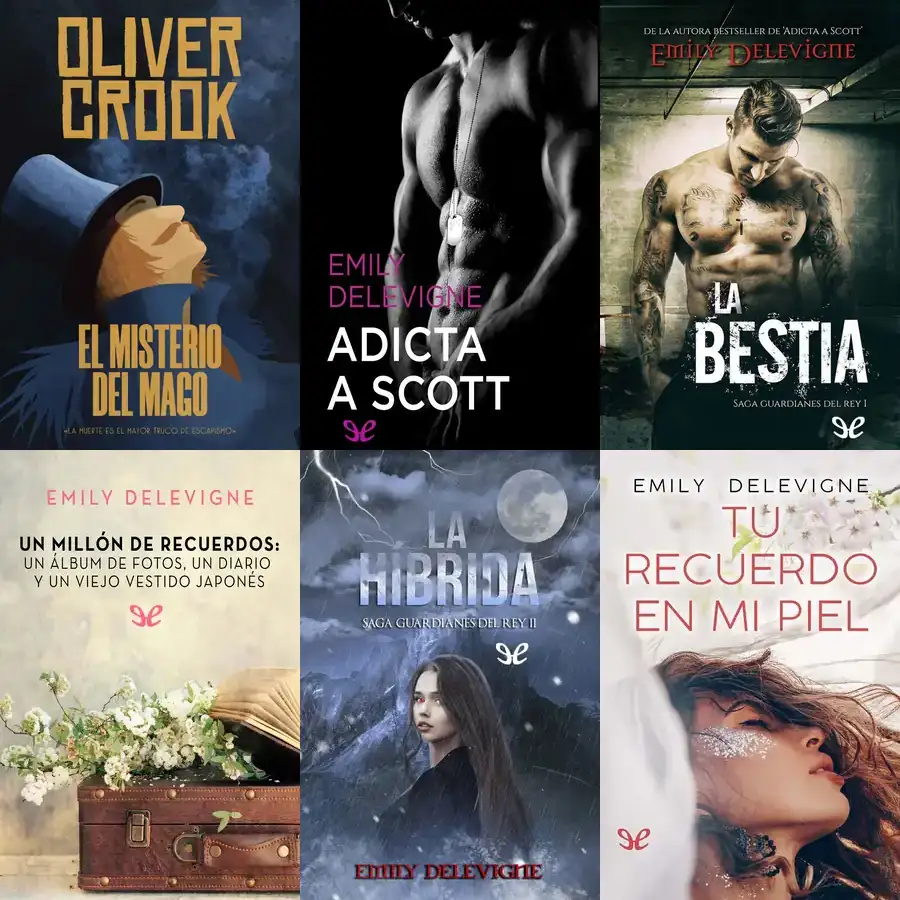 OLIVER
CROOK
EL MISTERIO
DEL MAGO
«LA MUERTE ES EL MAYOR TRUCO DE ESCAPISMO»
EMILY
DELEVIGNE
ADICTA
A SCOTT
DE LA AUTORA BESTSELLER DE 'ADICTA A SCOTT'
EMILY DELEVIGNE
LA
BESTIA
SAGA GUARDIANES DEL REY I
EMILY DELEVIGNE
UN MILLÓN DE RECUERDOS:
UN ÁLBUM DE FOTOS, UN DIARIO
Y UN VIEJO VESTIDO JAPONÉS
LA
HÍBRIDA
SAGA GUARDIANES DEL REY II
EMILY DELEVIGNE
EMILY DELEVIGNE
TU
RECUERDO
EN MI PIEL